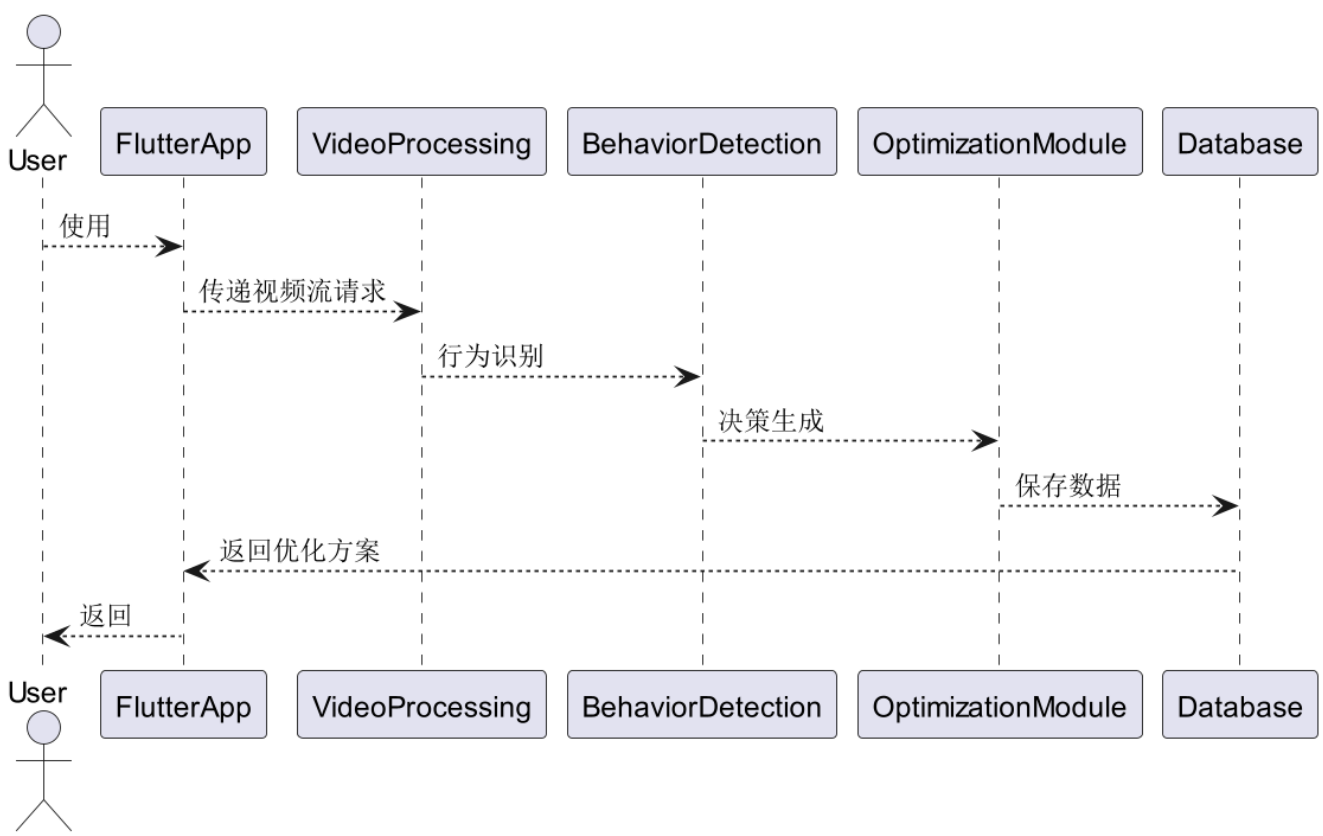 User
FlutterApp
VideoProcessing
BehaviorDetection
OptimizationModule
Database
使用
传递视频流请求
行为识别
决策生成
保存数据
返回优化方案
返回
User
FlutterApp
VideoProcessing
BehaviorDetection
OptimizationModule
Database